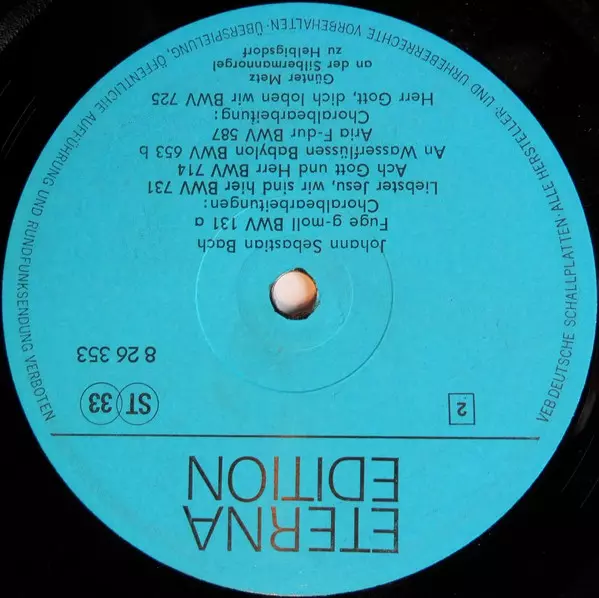 ETERNA
EDITION
2
ST 33
8 26 353
Johann Sebastian Bach
Fuge g-moll BWV 131 a
Choralbearbeitungen:
Liebster Jesu, wir sind hier BWV 731
Ach Gott und Herr BWV 714
An Wasserflüssen Babylon BWV 653 b
Aria F-dur BWV 587
Choralbearbeitung:
Herr Gott, dich loben wir BWV 725
Günter Metz
an der Silbermannorgel
zu Helbigsdorf
VEB DEUTSCHE SCHALLPLATTEN · ALLE HERSTELLER- UND URHEBERRECHTE VORBEHALTEN · ÜBERSPIELUNG, ÖFFENTLICHE AUFFÜHRUNG UND RUNDFUNKSENDUNG VERBOTEN